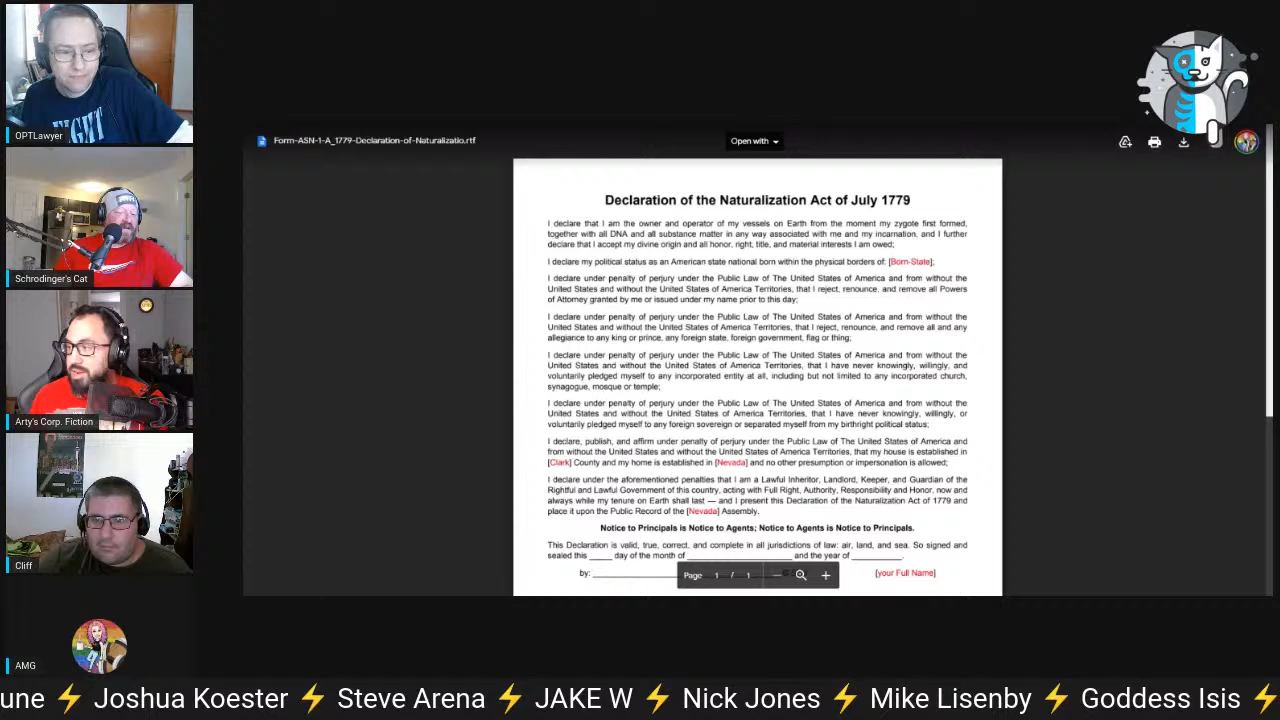 OPTLawyer
Schrodinger's Cat
Arty's Corp. Fiction
Cliff
AMG
Form-ASN-1-A_1779-Declaration-of-Naturalizatio.rtf
Open with
Declaration of the Naturalization Act of July 1779
I declare that I am the owner and operator of my vessels on Earth from the moment my zygote first formed,
together with all DNA and all substance matter in any way associated with me and my incarnation, and I further
declare that I accept my divine origin and all honor, right, title, and material interests I am owed;
I declare my political status as an American state national born within the physical borders of: [Born-State];
I declare under penalty of perjury under the Public Law of The United States of America and from without the
United States and without the United States of America Territories, that I reject, renounce, and remove all Powers
of Attorney granted by me or issued under my name prior to this day;
I declare under penalty of perjury under the Public Law of The United States of America and from without the
United States and without the United States of America Territories, that I reject, renounce, and remove all and any
allegiance to any king or prince, any foreign state, foreign government, flag or thing;
I declare under penalty of perjury under the Public Law of The United States of America and from without the
United States and without the United States of America Territories, that I have never knowingly, willingly, and
voluntarily pledged myself to any incorporated entity at all, including but not limited to any incorporated church,
synagogue, mosque or temple;
I declare under penalty of perjury under the Public Law of The United States of America and from without the
United States and without the United States of America Territories, that I have never knowingly, willingly, or
voluntarily pledged myself to any foreign sovereign or separated myself from my birthright political status;
I declare, publish, and affirm under penalty of perjury under the Public Law of The United States of America and
from without the United States and without the United States of America Territories, that my house is established in
[Clark] County and my home is established in [Nevada] and no other presumption or impersonation is allowed;
I declare under the aforementioned penalties that I am a Lawful Inheritor, Landlord, Keeper, and Guardian of the
Rightful and Lawful Government of this country, acting with Full Right, Authority, Responsibility and Honor, now and
always while my tenure on Earth shall last — and I present this Declaration of the Naturalization Act of 1779 and
place it upon the Public Record of the [Nevada] Assembly.
Notice to Principals is Notice to Agents; Notice to Agents is Notice to Principals.
This Declaration is valid, true, correct, and complete in all jurisdictions of law: air, land, and sea. So signed and
sealed this _____ day of the month of ______________________ and the year of ___________.
by: [your Full Name]
Page 1 / 1
une ⚡ Joshua Koester ⚡ Steve Arena ⚡ JAKE W ⚡ Nick Jones ⚡ Mike Lisenby ⚡ Goddess Isis ⚡